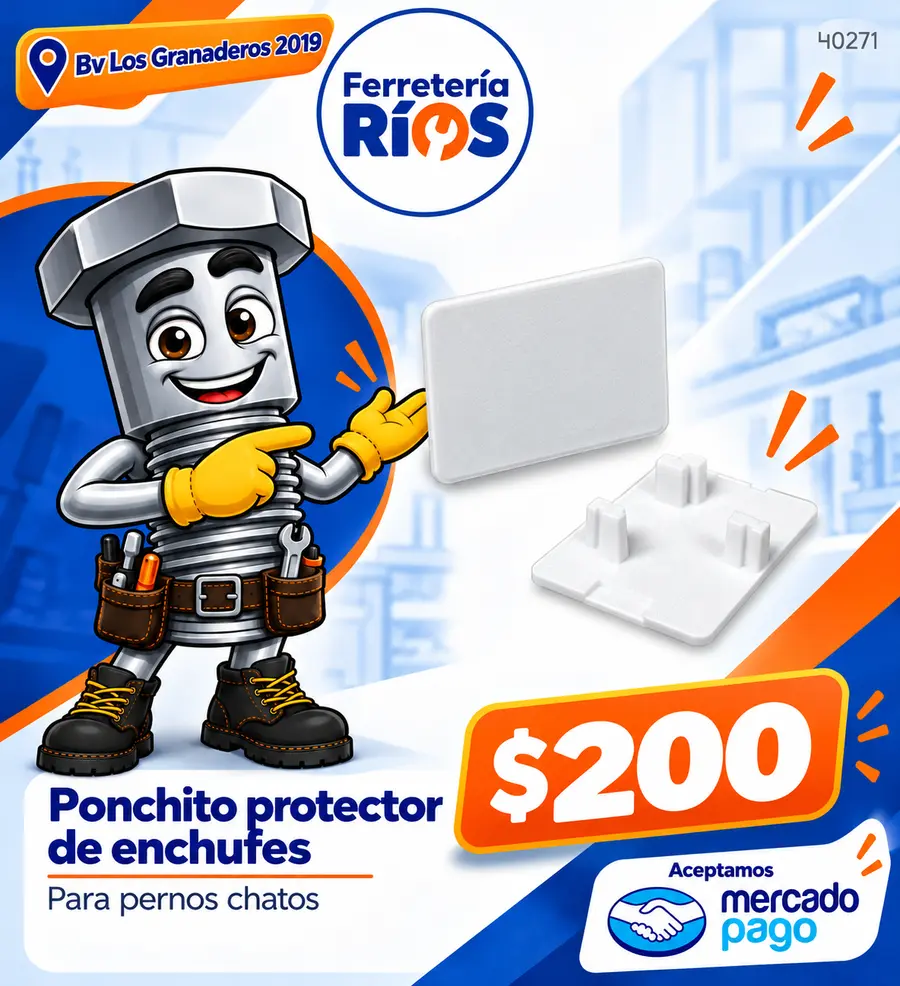 Bv Los Granaderos 2019
Ferretería
RÍOS
40271
$200
Ponchito protector
de enchufes
Para pernos chatos
Aceptamos
mercado
pago